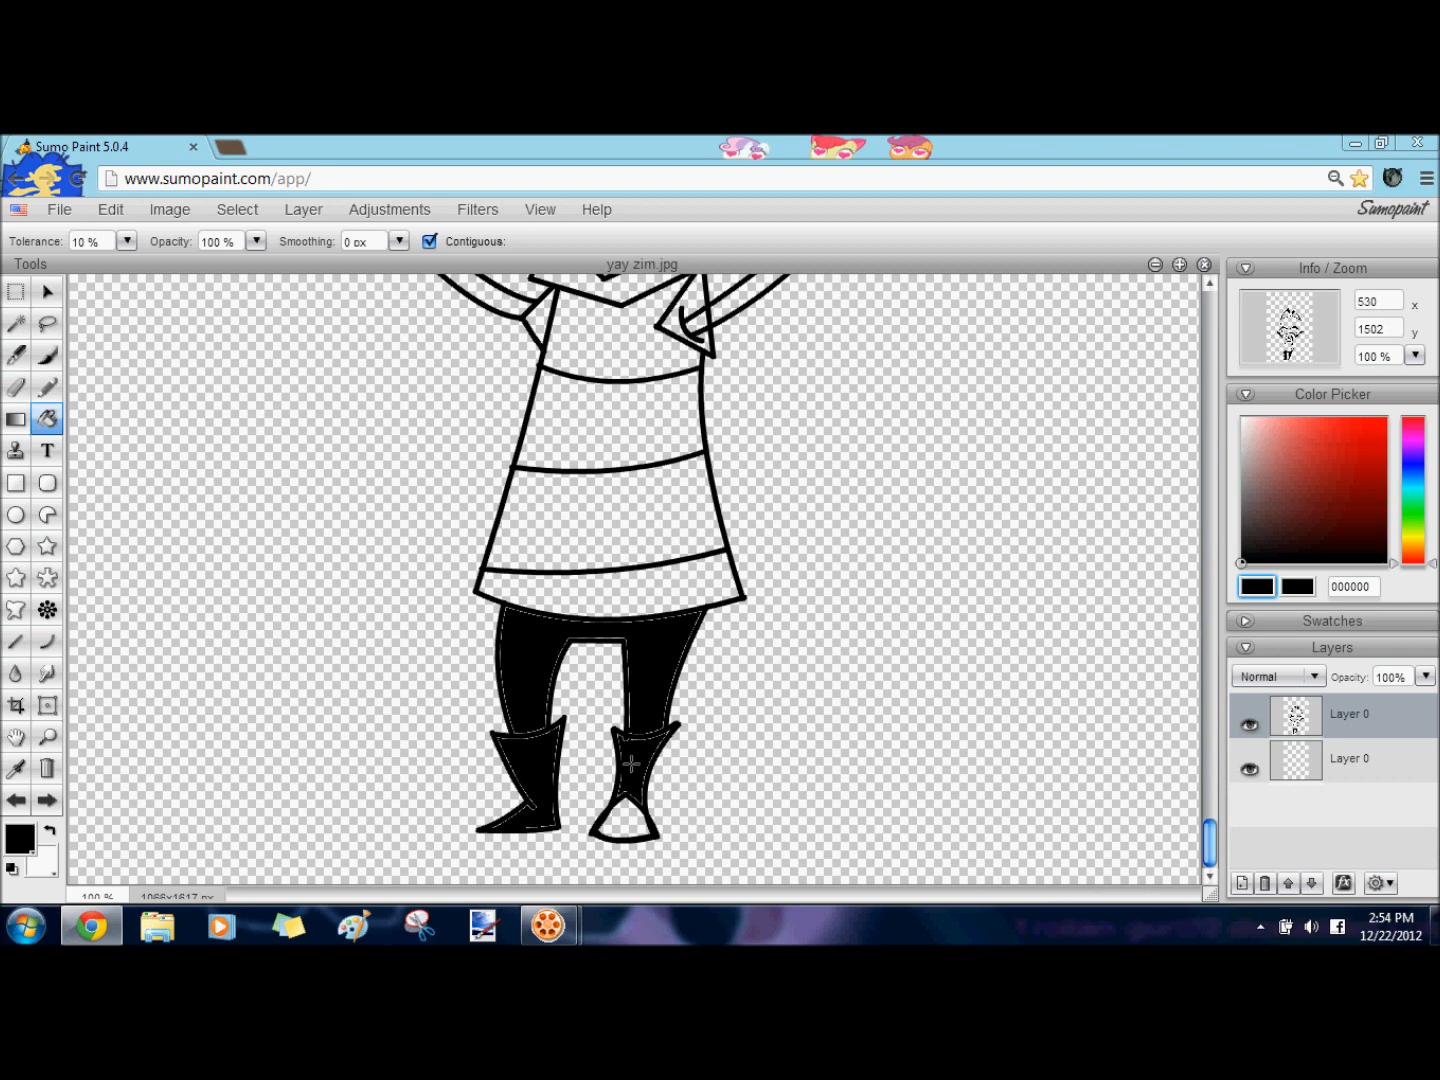 Sumo Paint 5.0.4
www.sumopaint.com/app/
File Edit Image Select Layer Adjustments Filters View Help
Sumopaint
Tolerance: 10 % Opacity: 100 % Smoothing: 0 px Contiguous:
Tools
yay zim.jpg
Info / Zoom
530 x
1502 y
100 %
Color Picker
T
000000
Swatches
Layers
Normal Opacity: 100%
Layer 0
Layer 0
100 % 1066x1617 px
2:54 PM
12/22/2012